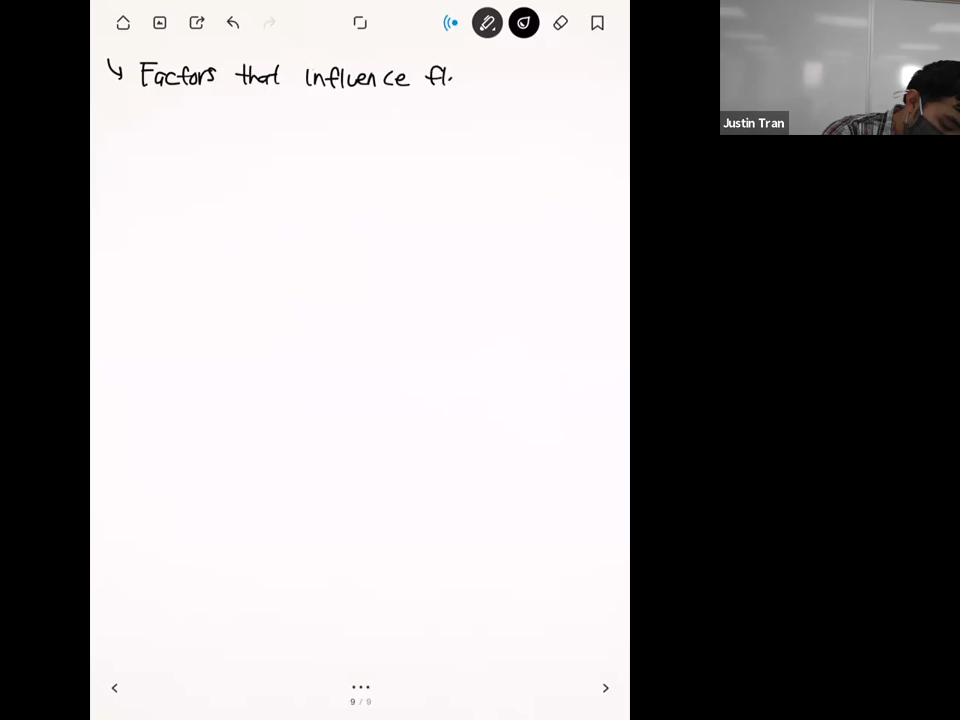 ↳ Factors that influence fl
Justin Tran
9 / 9